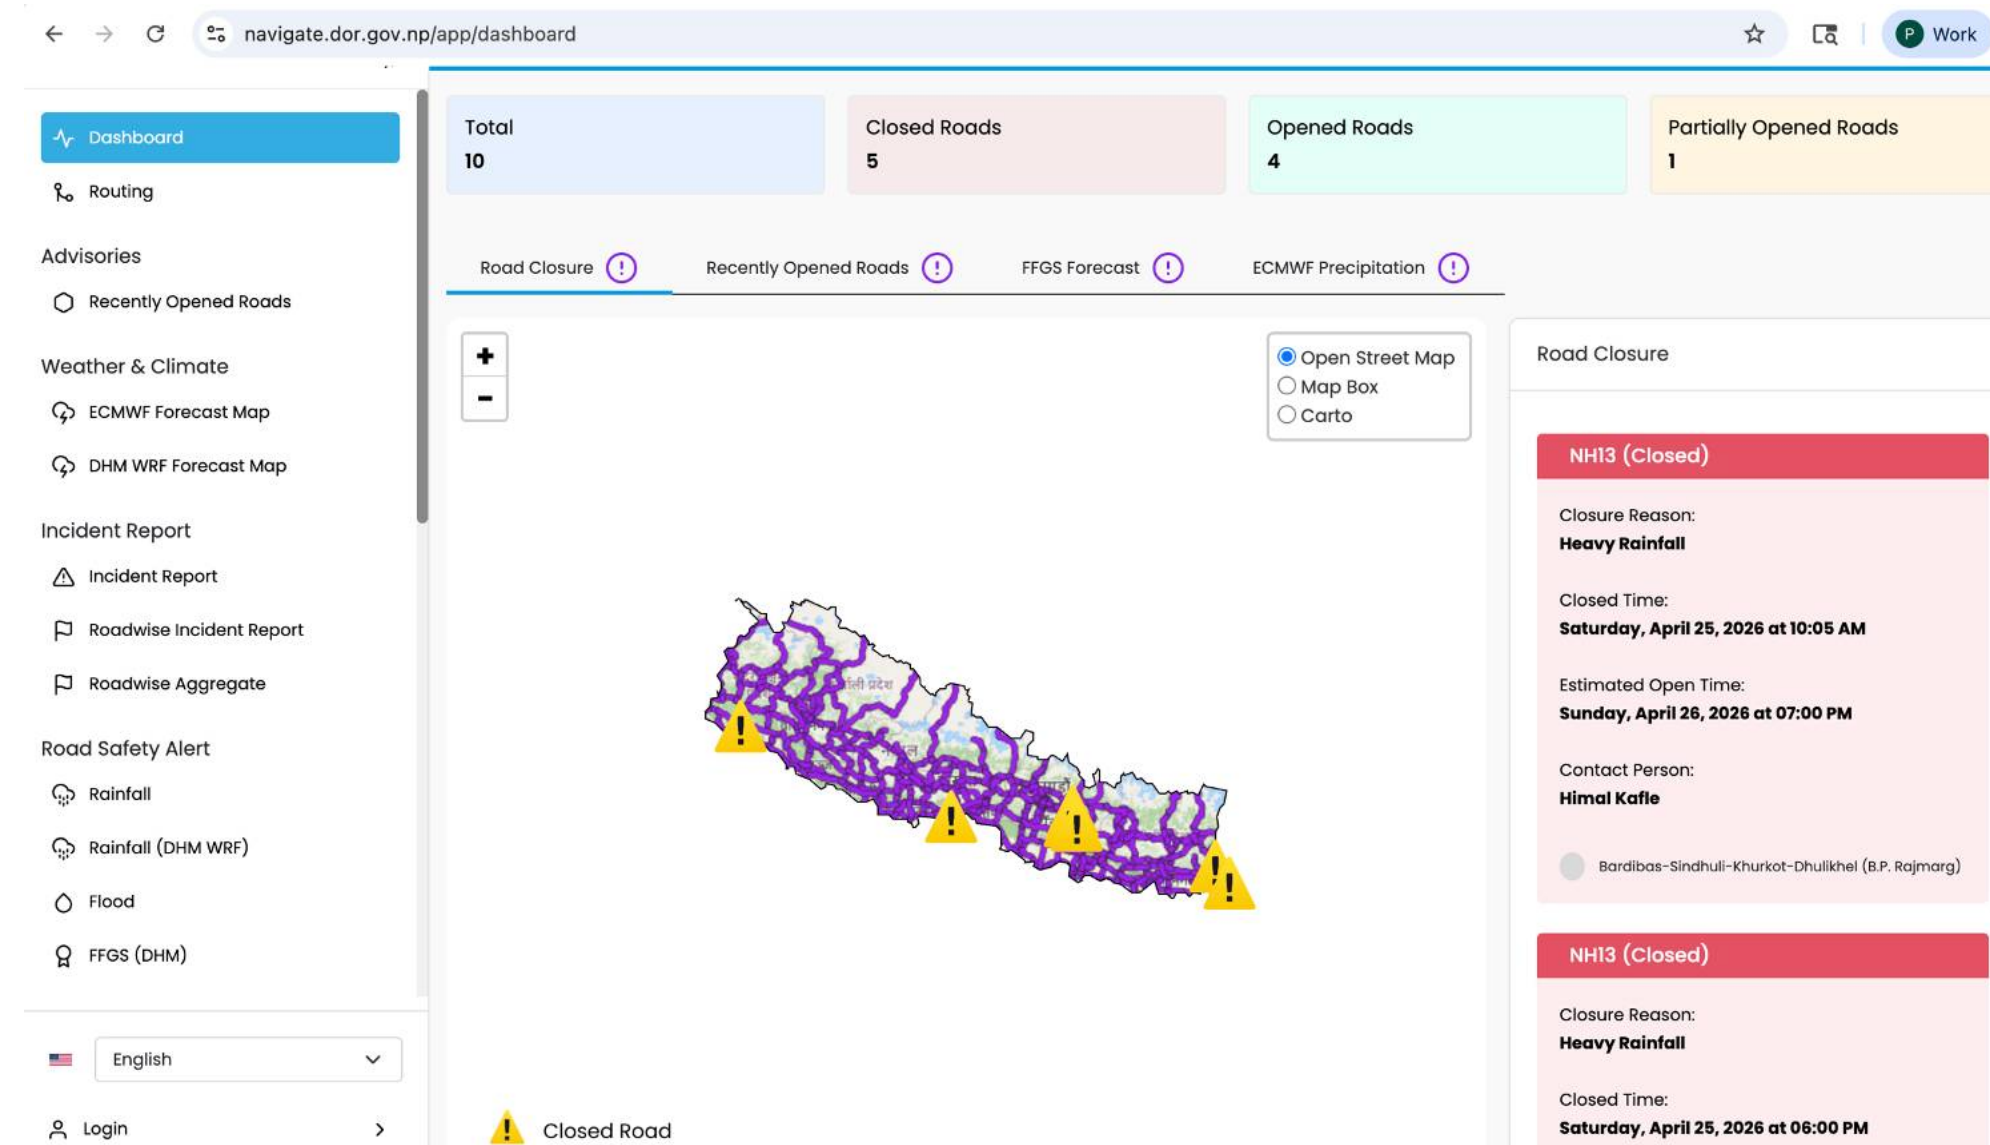 navigate.dor.gov.np/app/dashboard
P Work
Dashboard
Routing
Advisories
Recently Opened Roads
Weather & Climate
ECMWF Forecast Map
DHM WRF Forecast Map
Incident Report
Incident Report
Roadwise Incident Report
Roadwise Aggregate
Road Safety Alert
Rainfall
Rainfall (DHM WRF)
Flood
FFGS (DHM)
English
Login
Total
10
Closed Roads
5
Opened Roads
4
Partially Opened Roads
1
Road Closure
Recently Opened Roads
FFGS Forecast
ECMWF Precipitation
+
-
Open Street Map
Map Box
Carto
Closed Road
Road Closure
NH13 (Closed)
Closure Reason:
Heavy Rainfall
Closed Time:
Saturday, April 25, 2026 at 10:05 AM
Estimated Open Time:
Sunday, April 26, 2026 at 07:00 PM
Contact Person:
Himal Kafle
Bardibas-Sindhuli-Khurkot-Dhulikhel (B.P. Rajmarg)
NH13 (Closed)
Closure Reason:
Heavy Rainfall
Closed Time:
Saturday, April 25, 2026 at 06:00 PM